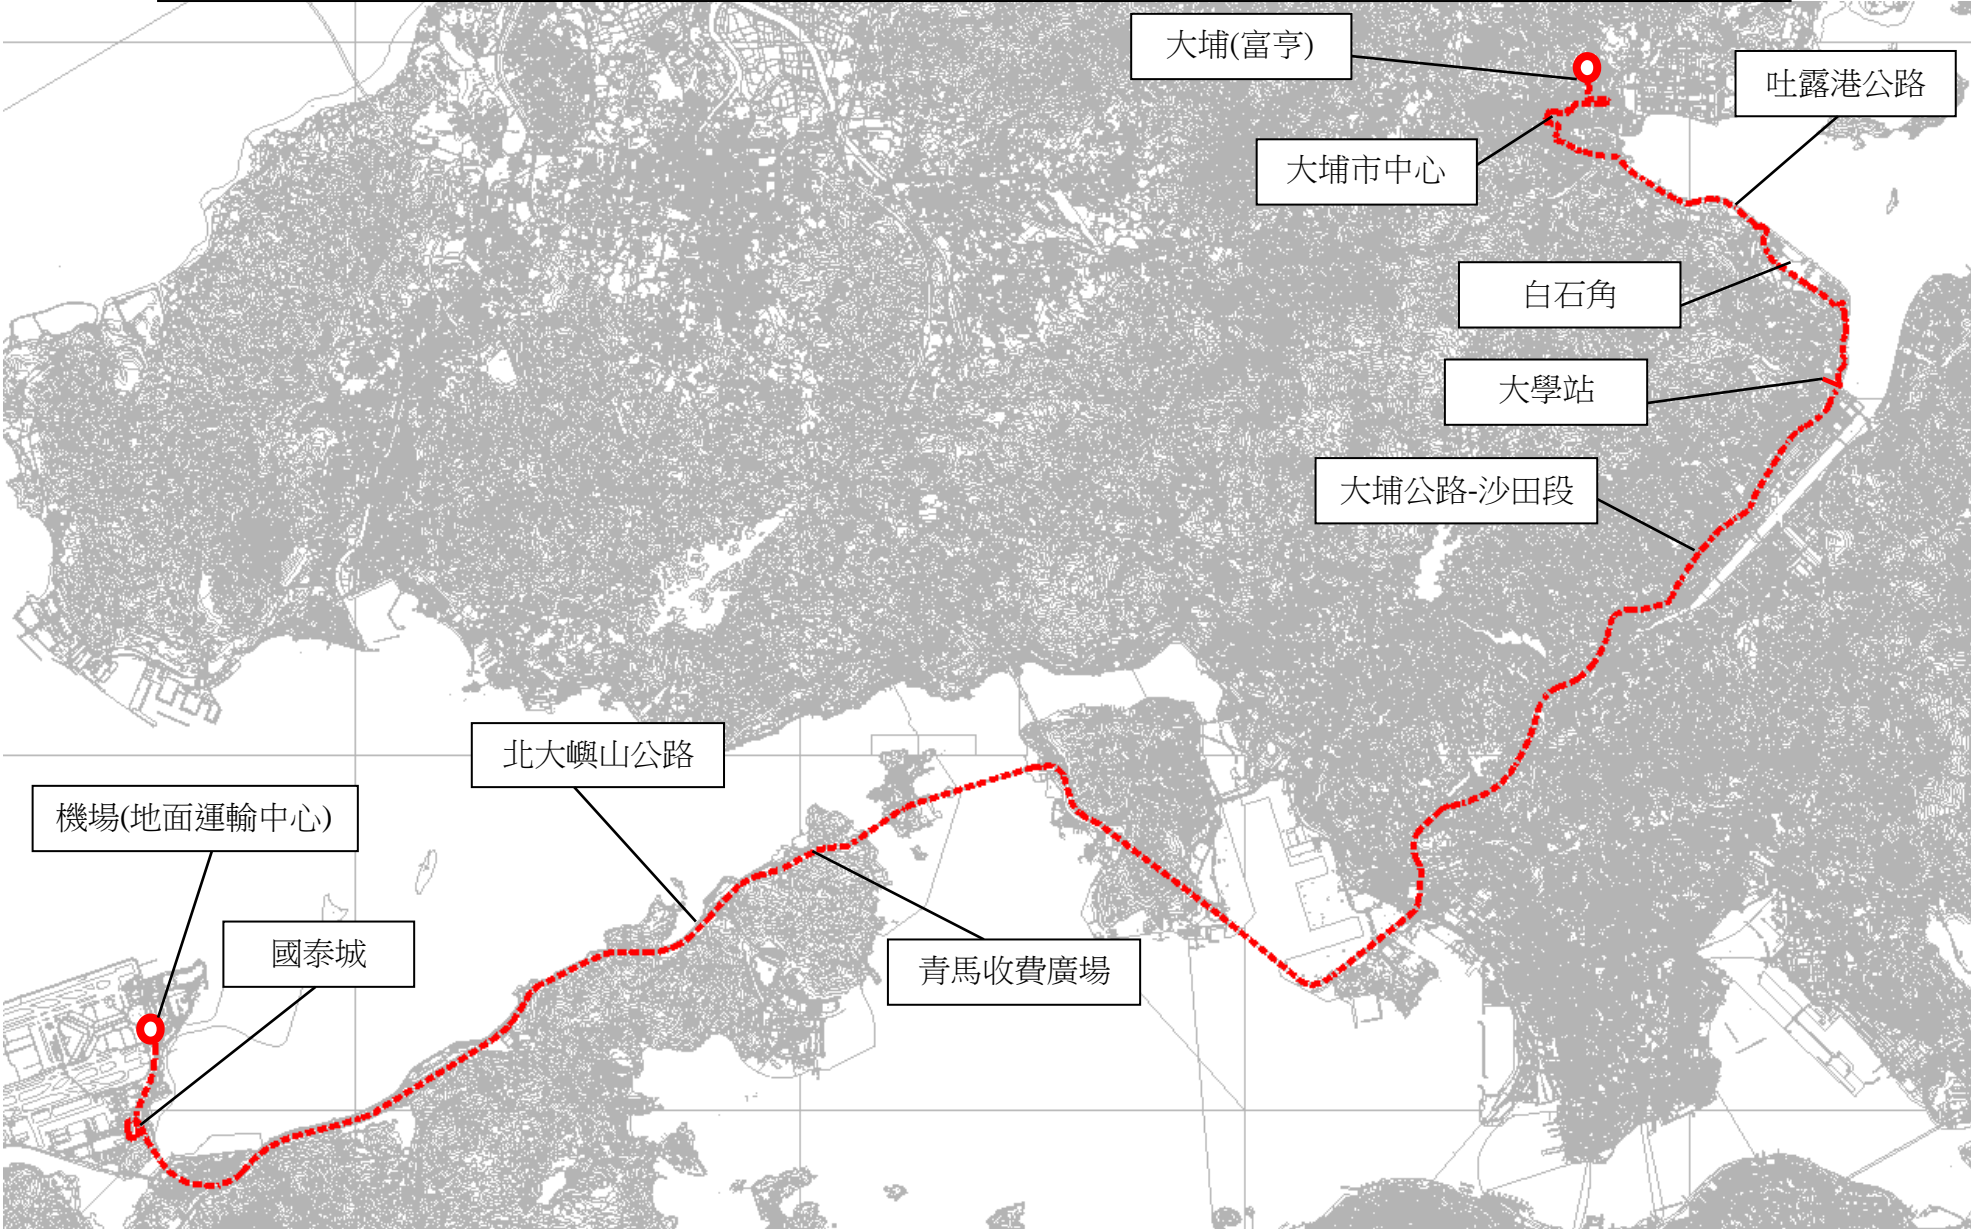 大埔(富亨)
吐露港公路
大埔市中心
白石角
大學站
大埔公路-沙田段
北大嶼山公路
機場(地面運輸中心)
國泰城
青馬收費廣場